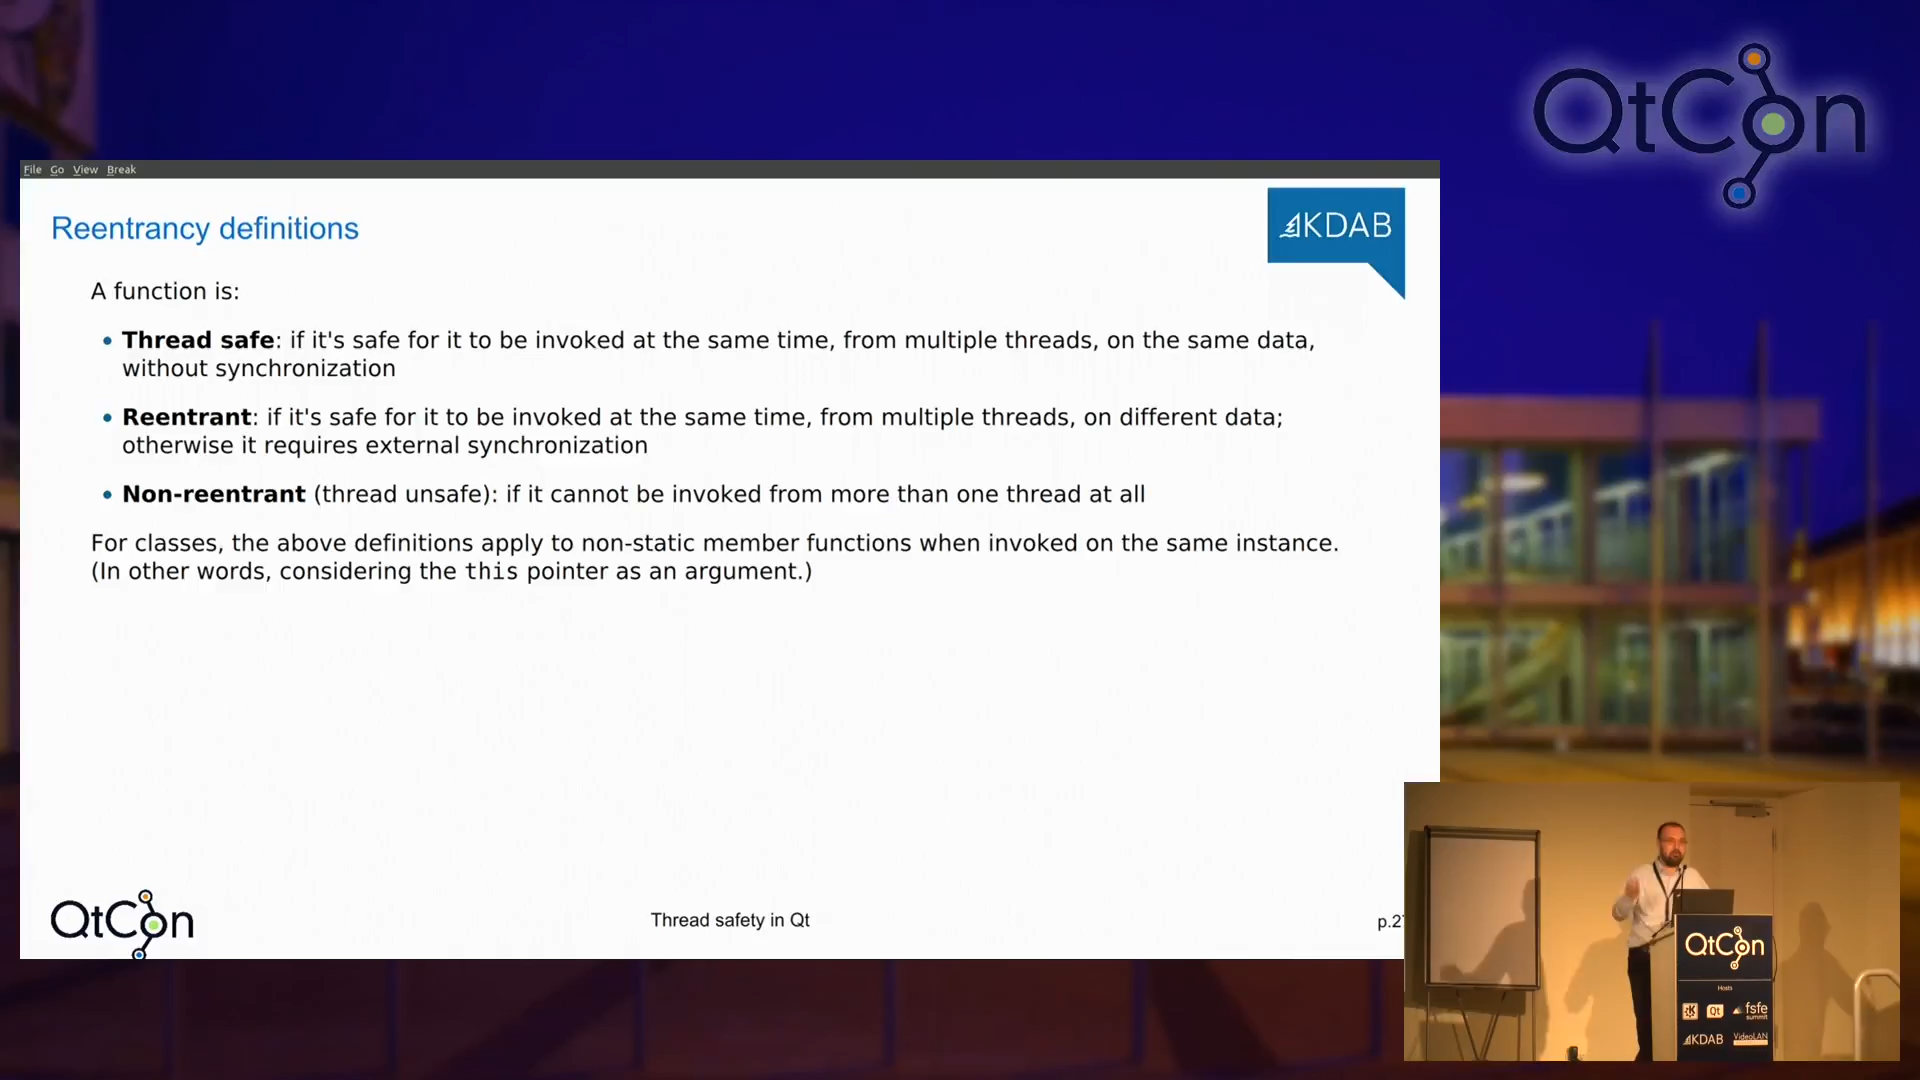 QtCon
File Go View Break
KDAB
Reentrancy definitions
A function is:
• Thread safe: if it's safe for it to be invoked at the same time, from multiple threads, on the same data,
without synchronization
• Reentrant: if it's safe for it to be invoked at the same time, from multiple threads, on different data;
otherwise it requires external synchronization
• Non-reentrant (thread unsafe): if it cannot be invoked from more than one thread at all
For classes, the above definitions apply to non-static member functions when invoked on the same instance.
(In other words, considering the this pointer as an argument.)
QtCon
Thread safety in Qt
QtCon
Hosts
Qt
fsfe
summit
KDAB
VideoLAN